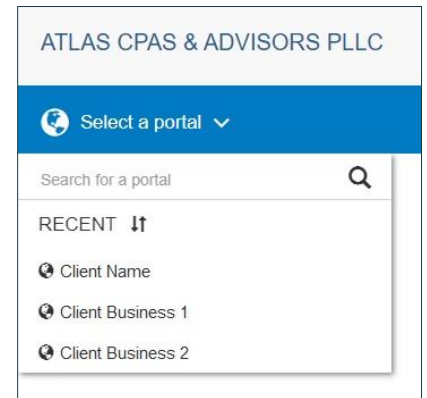 ATLAS CPAS & ADVISORS PLLC
Select a portal
Search for a portal
RECENT
Client Name
Client Business 1
Client Business 2